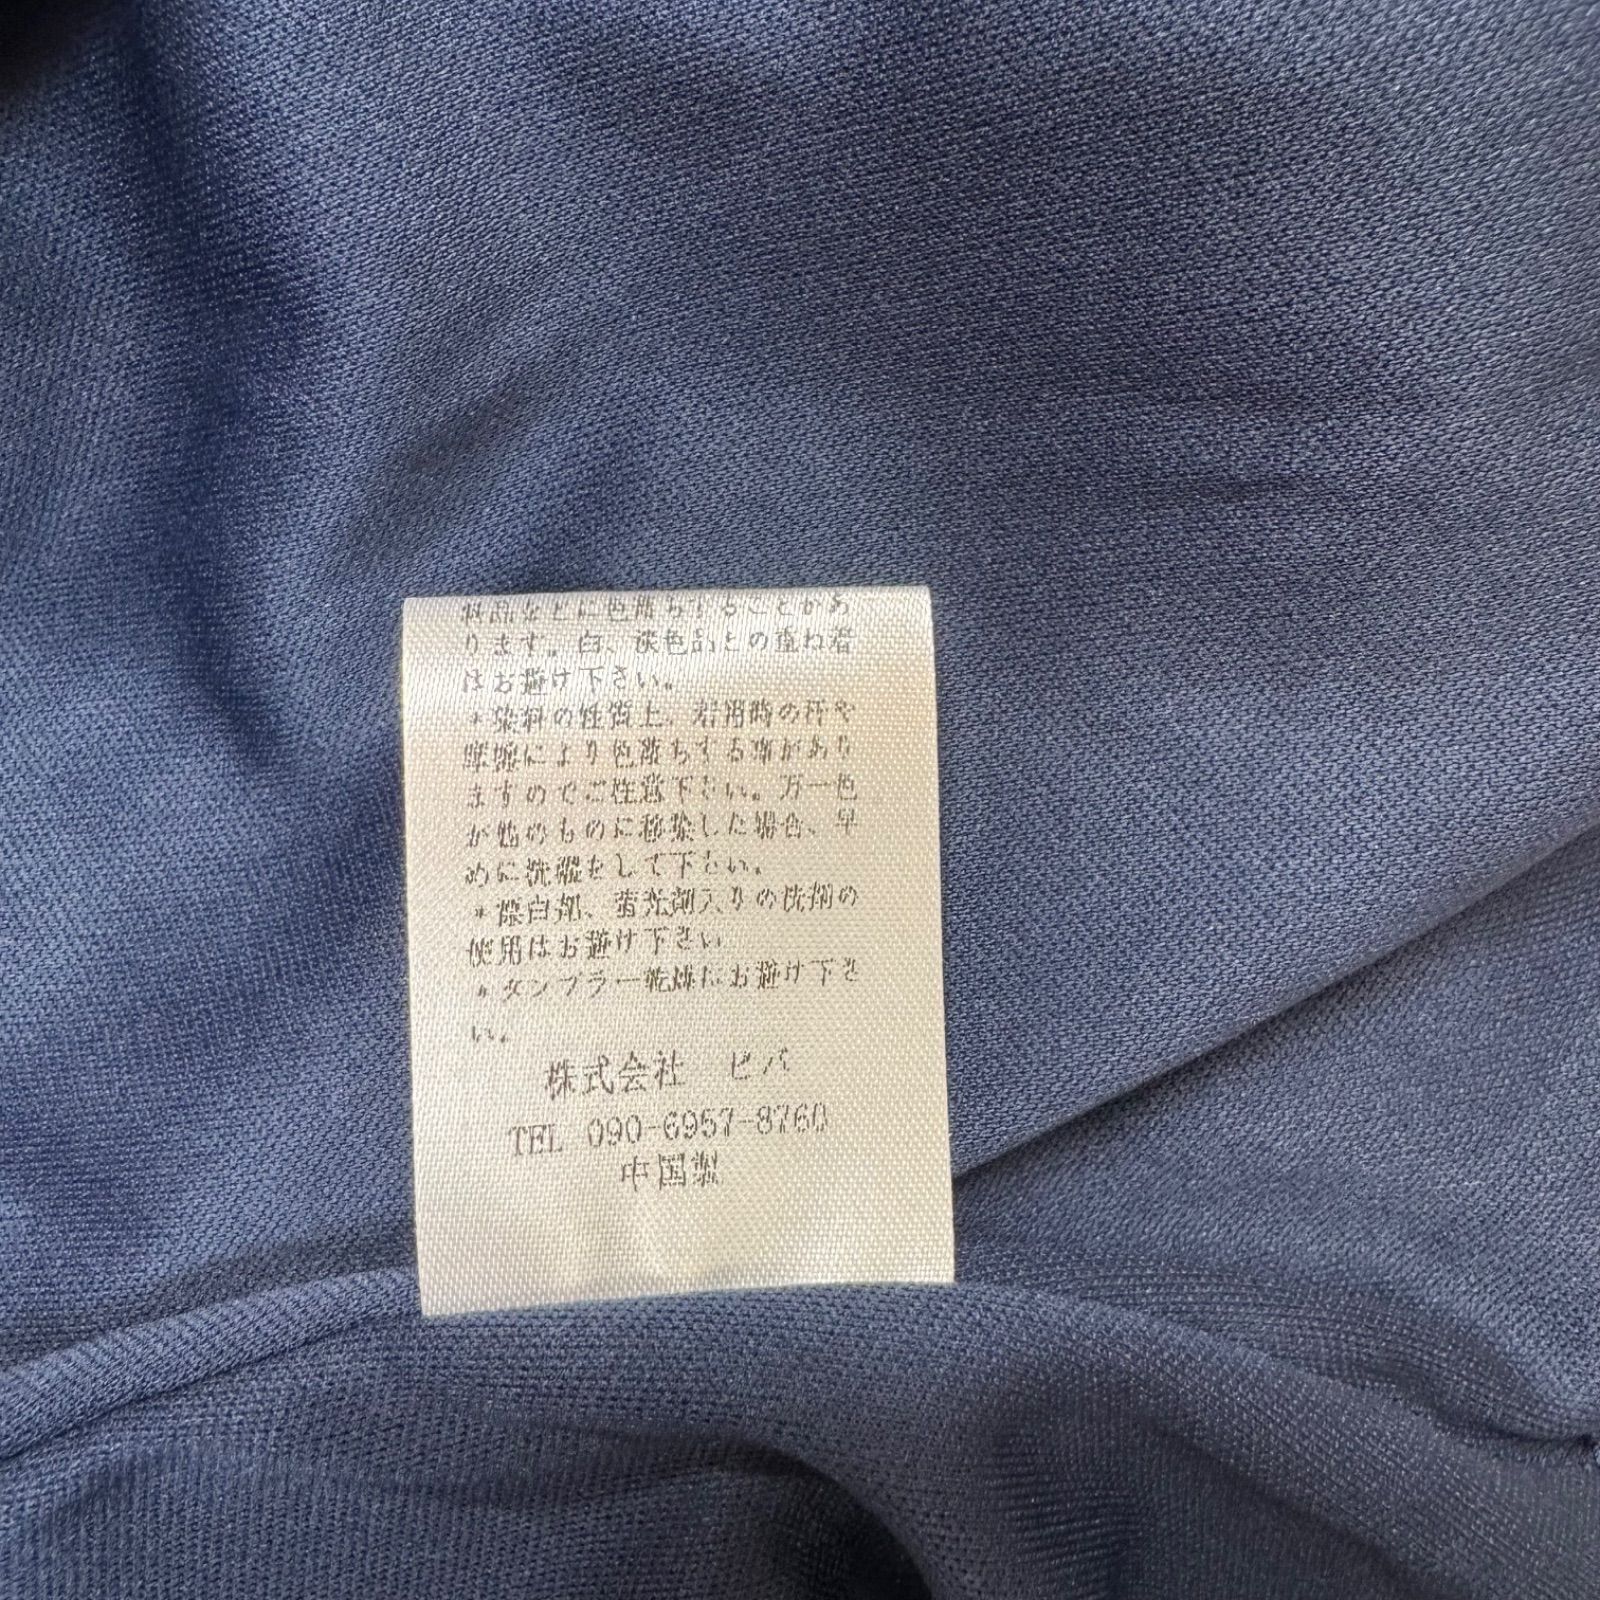 料品などに色落ちすることがあ
ります。白、淡色品との重ね着
はお避け下さい。
*染料の性質上、着用時の汗や
摩擦により色落ちする事があり
ますのでご注意下さい。万一色
が他のものに移染した場合、早
めに洗濯をして下さい。
*漂白剤、蛍光剤入りの洗剤の
使用はお避け下さい
*タンブラー乾燥はお避け下さ
い。
株式会社 ビバ
TEL 090-6957-8760
中国製